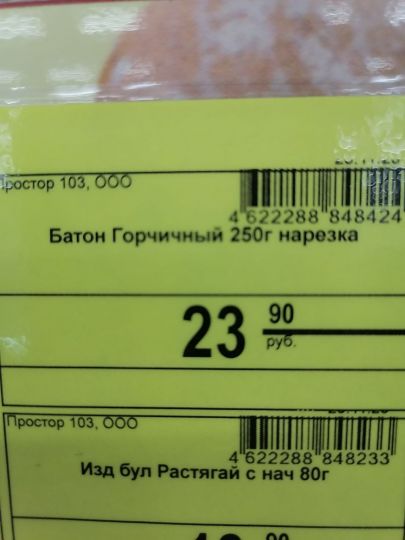 Простор 103, ООО
4 622288 848424
Батон Горчичный 250г нарезка
23 90
руб.
Простор 103, ООО
4 622288 848233
Изд бул Растягай с нач 80г
90